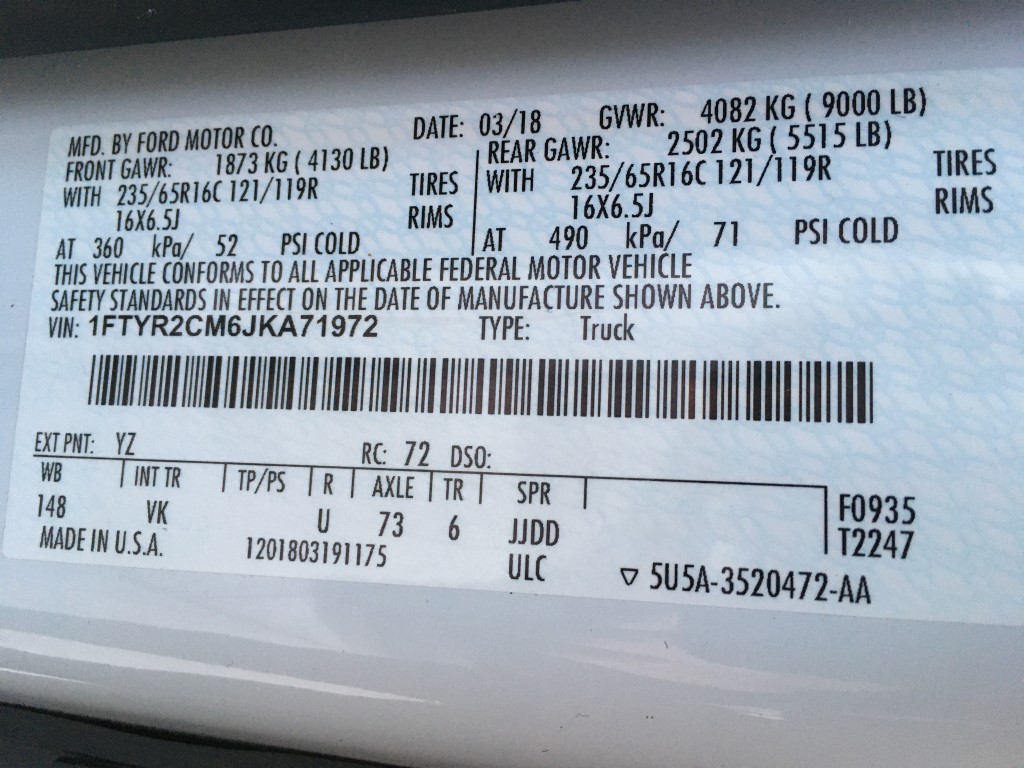 MFD. BY FORD MOTOR CO. DATE: 03/18 GVWR: 4082 KG ( 9000 LB)
FRONT GAWR: 1873 KG ( 4130 LB) REAR GAWR: 2502 KG ( 5515 LB)
WITH 235/65R16C 121/119R TIRES WITH 235/65R16C 121/119R TIRES
16X6.5J RIMS 16X6.5J RIMS
AT 360 kPa/ 52 PSI COLD AT 490 kPa/ 71 PSI COLD
THIS VEHICLE CONFORMS TO ALL APPLICABLE FEDERAL MOTOR VEHICLE
SAFETY STANDARDS IN EFFECT ON THE DATE OF MANUFACTURE SHOWN ABOVE.
VIN: 1FTYR2CM6JKA71972 TYPE: Truck
EXT PNT: YZ RC: 72 DSO:
WB INT TR TP/PS R AXLE TR SPR
148 VK U 73 6 JJDD F0935
MADE IN U.S.A. 1201803191175 ULC T2247
▽ 5U5A-3520472-AA